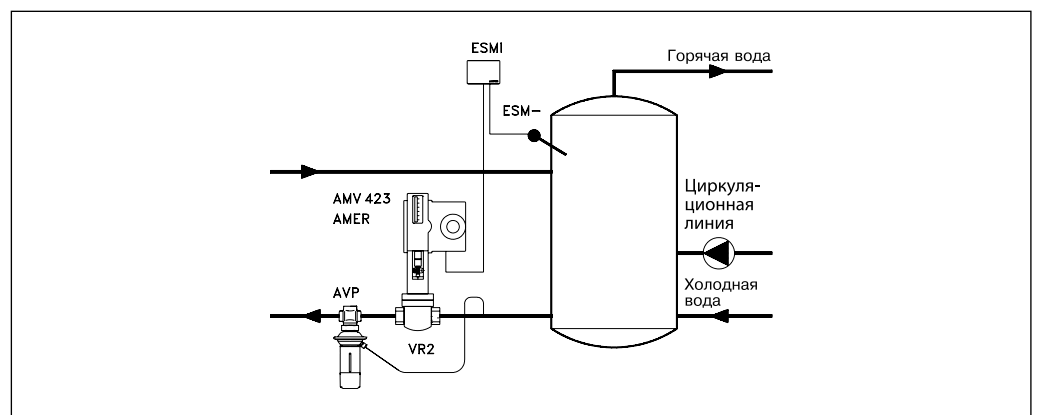 ESMI
Горячая вода
ESM–
AMV 423
AMER
Циркуля-
ционная
линия
AVP
Холодная
вода
VR2